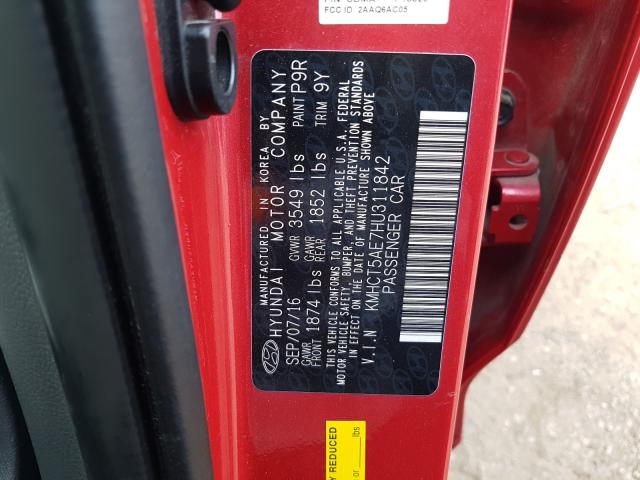 FCC ID : 2AAQ6AC05
MANUFACTURED IN KOREA BY
HYUNDAI MOTOR COMPANY
SEP/07/16 GVWR 3549 lbs PAINT P9R
GAWR FRONT 1874 lbs GAWR REAR 1852 lbs TRIM 9Y
THIS VEHICLE CONFORMS TO ALL APPLICABLE U.S.A. FEDERAL
MOTOR VEHICLE SAFETY, BUMPER, AND THEFT PREVENTION STANDARDS
IN EFFECT ON THE DATE OF MANUFACTURE SHOWN ABOVE
V.I.N KMHCT5AE7HU311842
PASSENGER CAR
REDUCED
or ____lbs